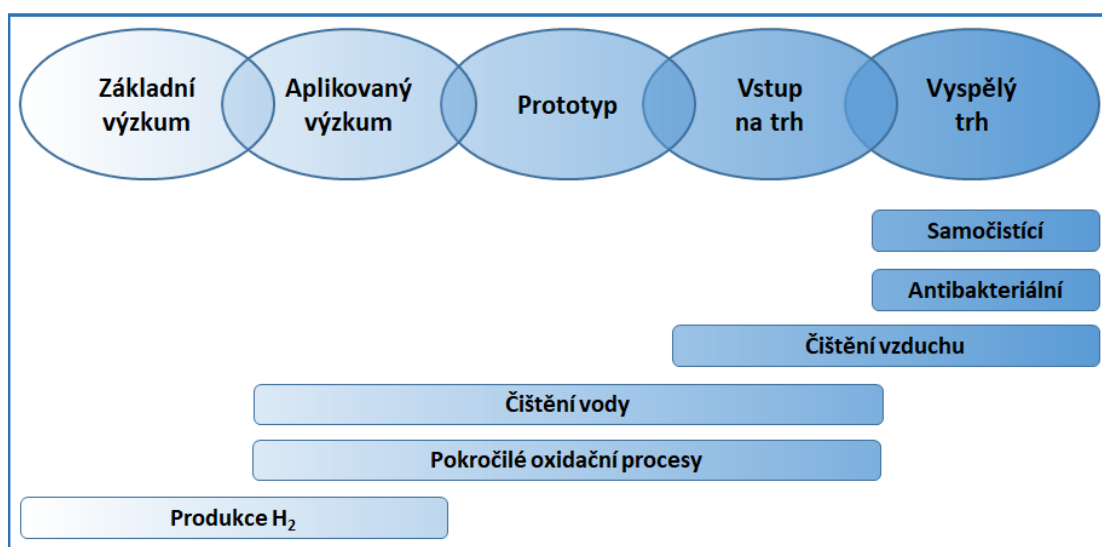 Základní
výzkum
Aplikovaný
výzkum
Prototyp
Vstup
na trh
Vyspělý
trh
Samočistící
Antibakteriální
Čištění vzduchu
Čištění vody
Pokročilé oxidační procesy
Produkce H₂